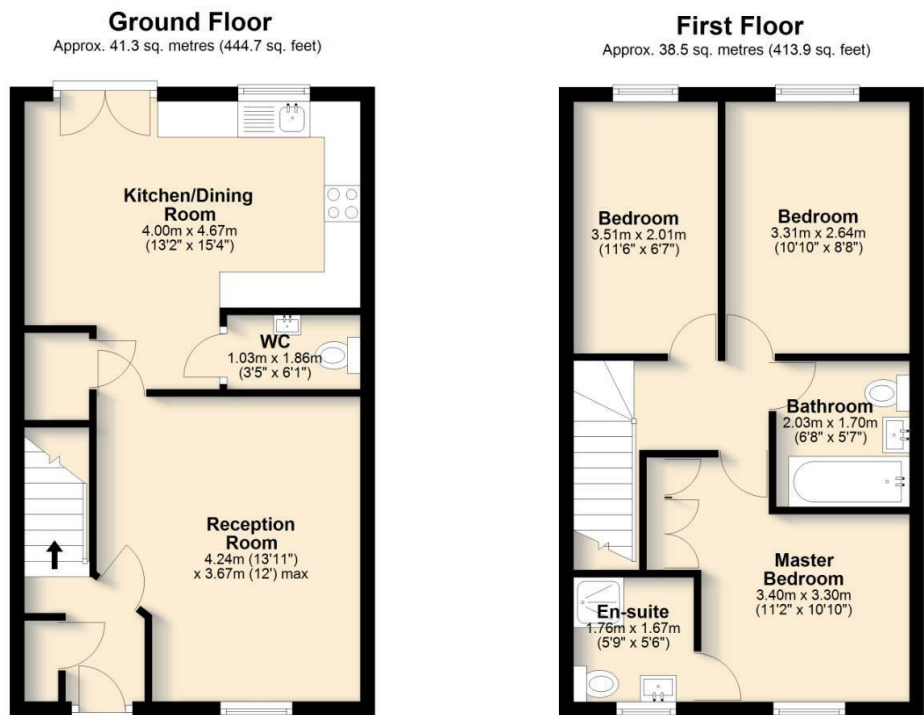 Ground Floor
Approx. 41.3 sq. metres (444.7 sq. feet)
Kitchen/Dining
Room
4.00m x 4.67m
(13'2" x 15'4")
WC
1.03m x 1.86m
(3'5" x 6'1")
Reception
Room
4.24m (13'11")
x 3.67m (12') max
First Floor
Approx. 38.5 sq. metres (413.9 sq. feet)
Bedroom
3.51m x 2.01m
(11'6" x 6'7")
Bedroom
3.31m x 2.64m
(10'10" x 8'8")
Bathroom
2.03m x 1.70m
(6'8" x 5'7")
Master
Bedroom
3.40m x 3.30m
(11'2" x 10'10")
En-suite
1.76m x 1.67m
(5'9" x 5'6")